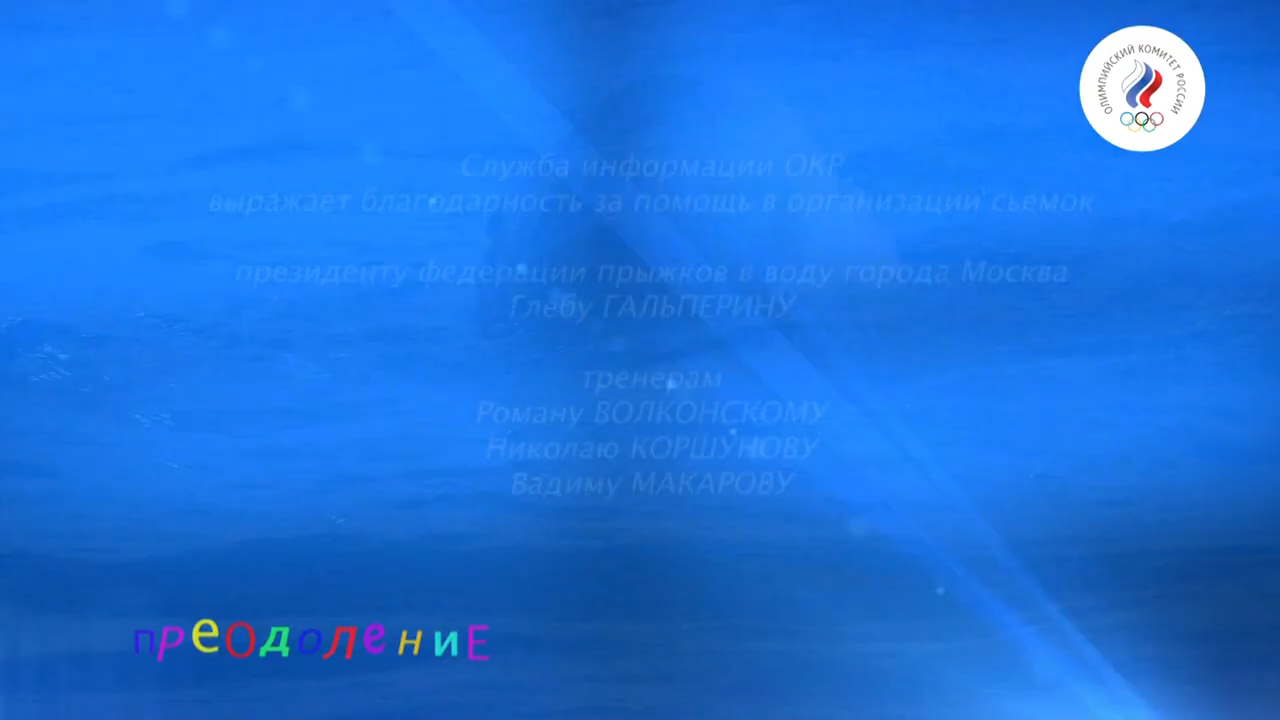 ОЛИМПИЙСКИЙ КОМИТЕТ РОССИИ
Служба информации ОКР
выражает благодарность за помощь в организации съемок
президенту федерации прыжков в воду города Москва
Глебу ГАЛЬПЕРИНУ
тренерам
Роману ВОЛКОНСКОМУ
Николаю КОРШУНОВУ
Вадиму МАКАРОВУ
пРеОдолениЕ